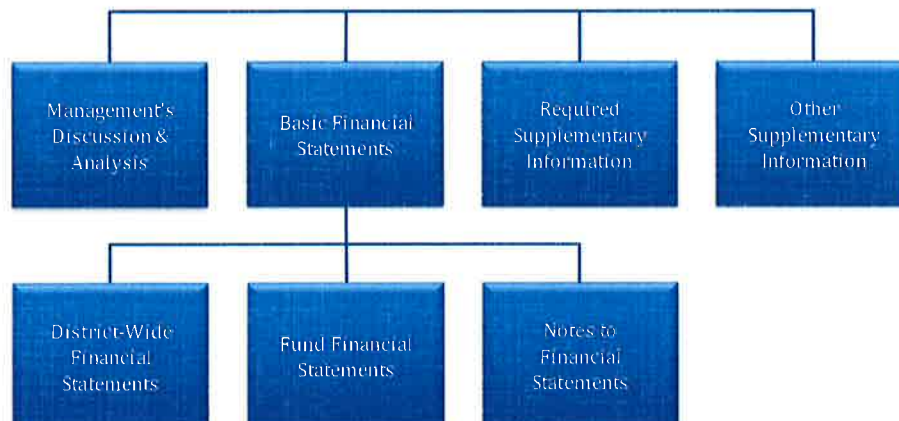 Management's
Discussion &
Analysis
Basic Financial
Statements
Required
Supplementary
Information
Other
Supplementary
Information
District-Wide
Financial
Statements
Fund Financial
Statements
Notes to
Financial
Statements